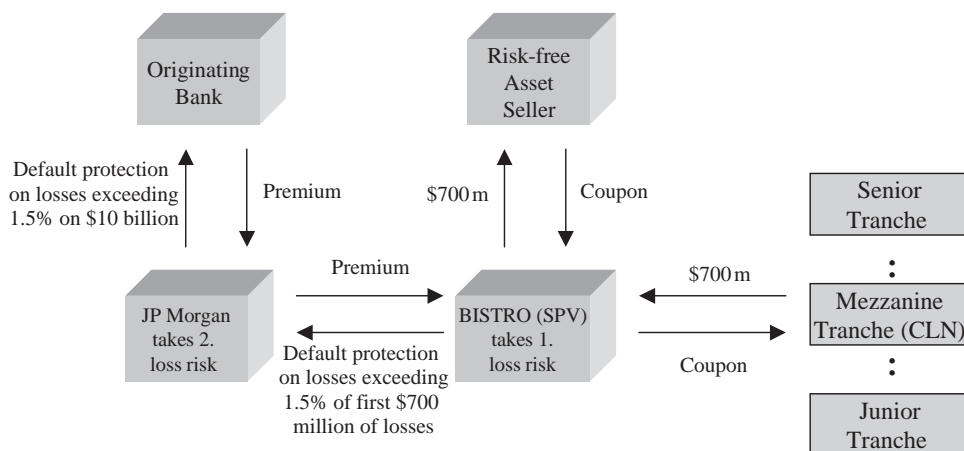 Originating
Bank
Risk-free
Asset
Seller
Default protection
on losses exceeding
1.5% on $10 billion
Premium
$700 m
Coupon
Senior
Tranche
:
Premium
$700 m
JP Morgan
takes 2.
loss risk
BISTRO (SPV)
takes 1.
loss risk
Mezzanine
Tranche (CLN)
Default protection
on losses exceeding
1.5% of first $700
million of losses
Coupon
:
Junior
Tranche